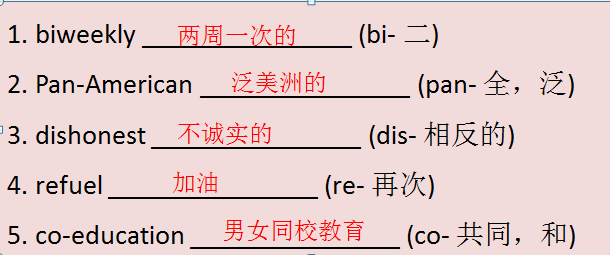 1. biweekly 两周一次的 (bi- 二)
2. Pan-American 泛美洲的 (pan- 全，泛)
3. dishonest 不诚实的 (dis- 相反的)
4. refuel 加油 (re- 再次)
5. co-education 男女同校教育 (co- 共同，和)